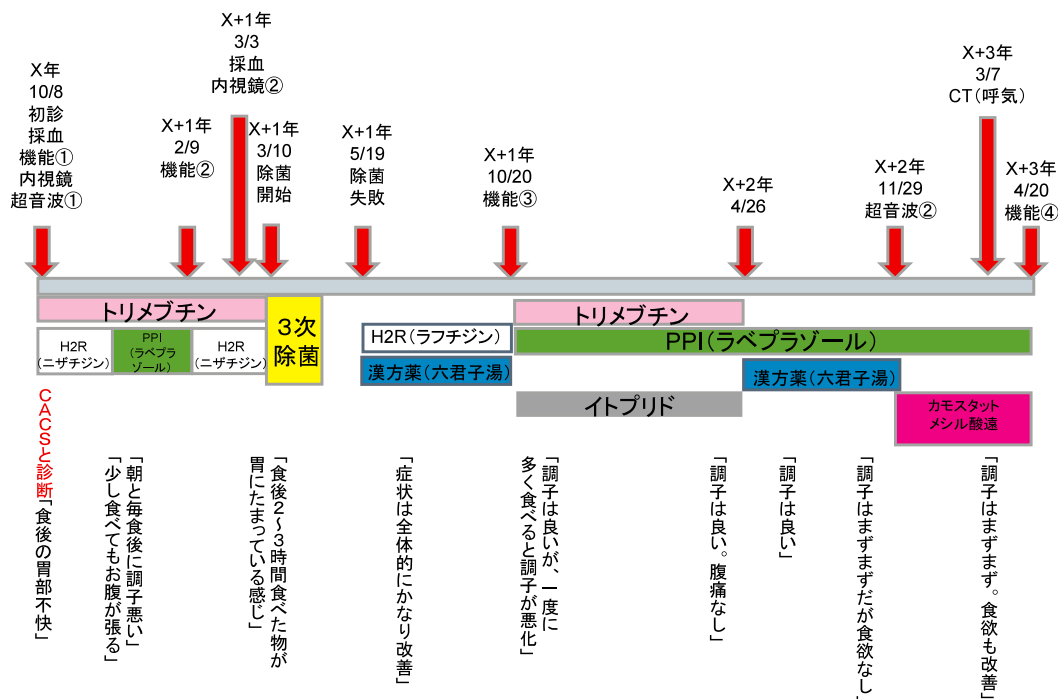 X年
10/8
初診
採血
機能①
内視鏡
超音波①
X+1年
2/9
機能②
X+1年
3/3
採血
内視鏡②
X+1年
3/10
除菌
開始
X+1年
5/19
除菌
失敗
X+1年
10/20
機能③
X+2年
4/26
X+2年
11/29
超音波②
X+3年
3/7
CT(呼気)
X+3年
4/20
機能④
トリメブチン
H2R
(ニザチジン)
PPI
(ラベプラ
ゾール)
H2R
(ニザチジン)
3次
除菌
H2R(ラフチジン)
漢方薬(六君子湯)
トリメブチン
PPI(ラベプラゾール)
イトプリド
漢方薬(六君子湯)
カモスタット
メシル酸遠
CACSと診断
「食後の胃部不快」
「朝と毎食後に調子悪い」
「少し食べてもお腹が張る」
「食後2～3時間食べた物が
胃にたまっている感じ」
「症状は全体的にかなり改善」
「調子は良いが、一度に
多く食べると調子が悪化」
「調子は良い。腹痛なし」
「調子は良い」
「調子はまずまずだが食欲なし」
「調子はまずまず。食欲も改善」